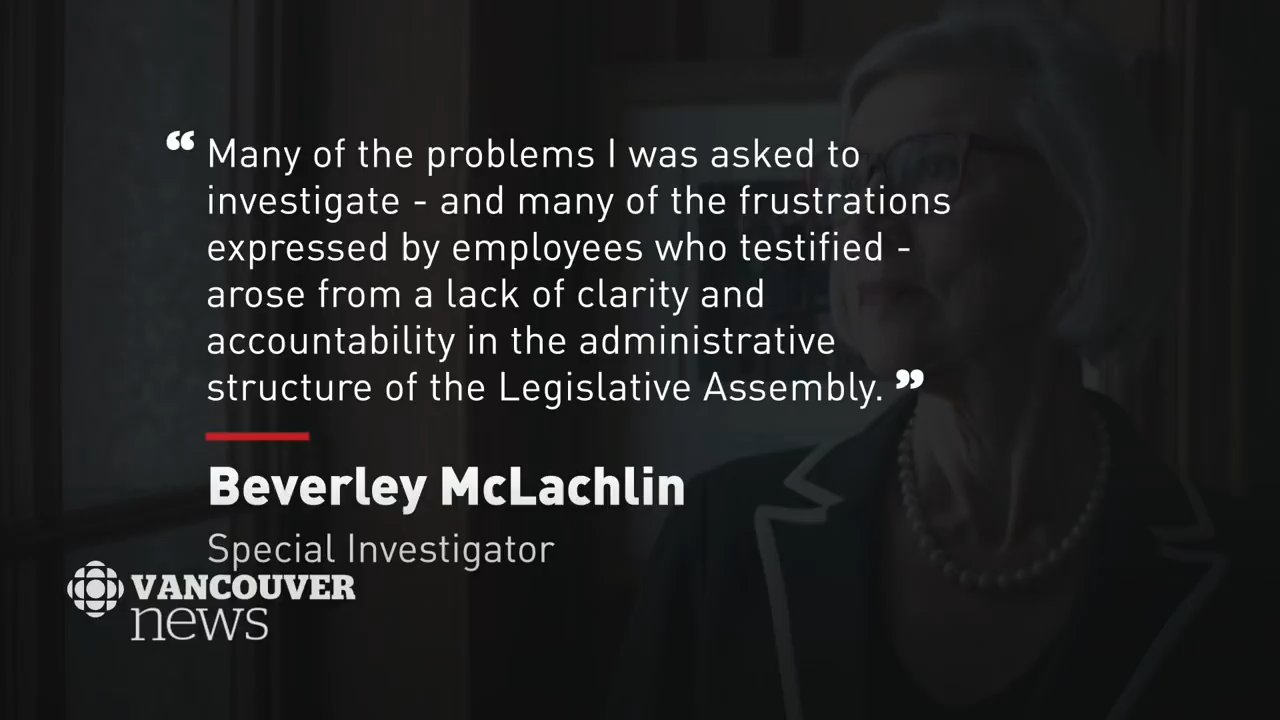 “ Many of the problems I was asked to
investigate - and many of the frustrations
expressed by employees who testified -
arose from a lack of clarity and
accountability in the administrative
structure of the Legislative Assembly. ”
Beverley McLachlin
Special Investigator
VANCOUVER
news